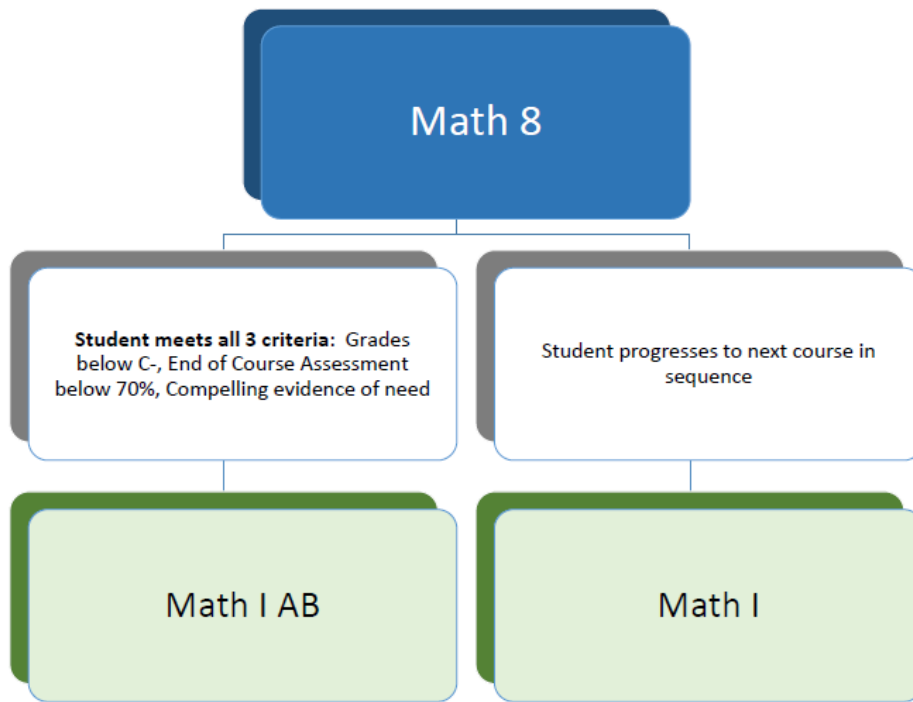 Math 8
Student meets all 3 criteria: Grades
below C-, End of Course Assessment
below 70%, Compelling evidence of need
Student progresses to next course in
sequence
Math I AB
Math I